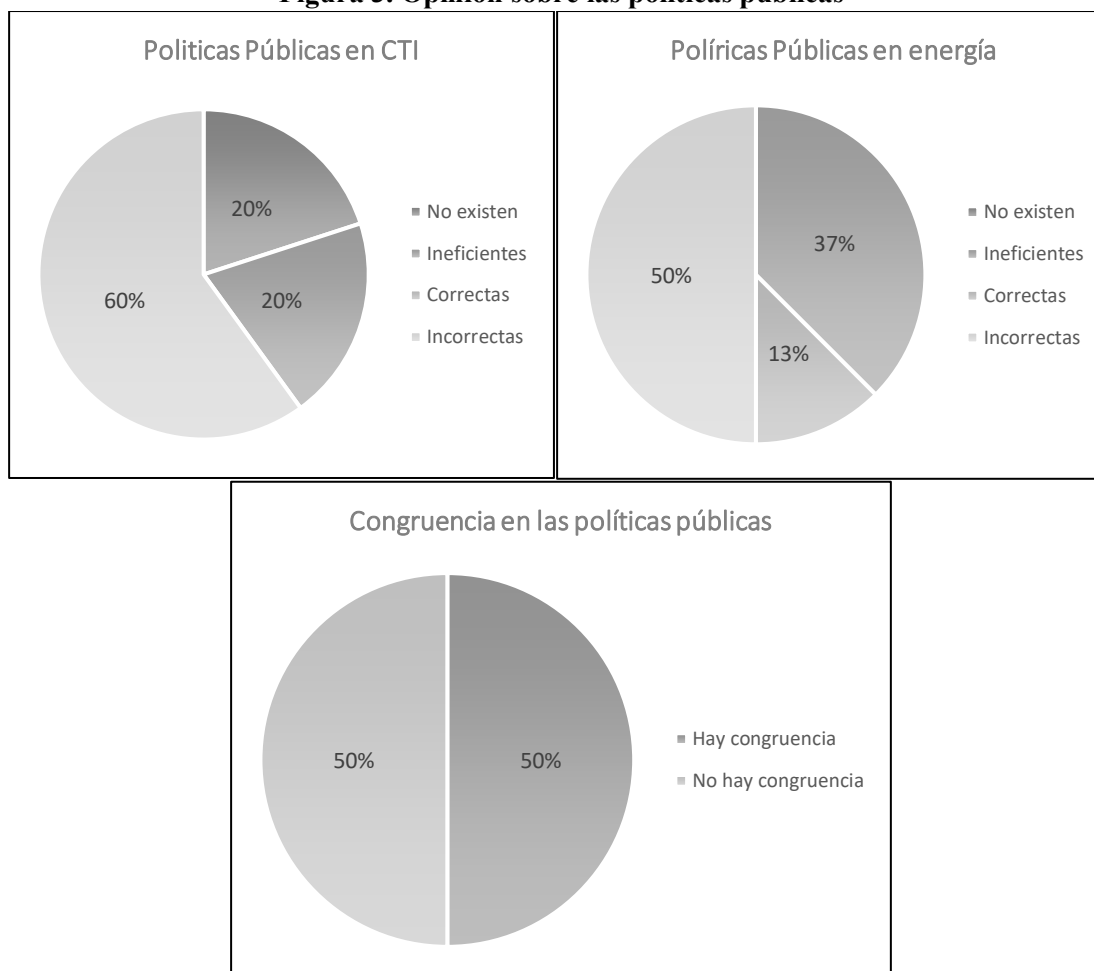 Figura 3. Opinión sobre las políticas públicas
Politicas Públicas en CTI
20%
20%
60%
No existen
Ineficientes
Correctas
Incorrectas
Políricas Públicas en energía
37%
50%
13%
No existen
Ineficientes
Correctas
Incorrectas
Congruencia en las políticas públicas
50%
50%
Hay congruencia
No hay congruencia